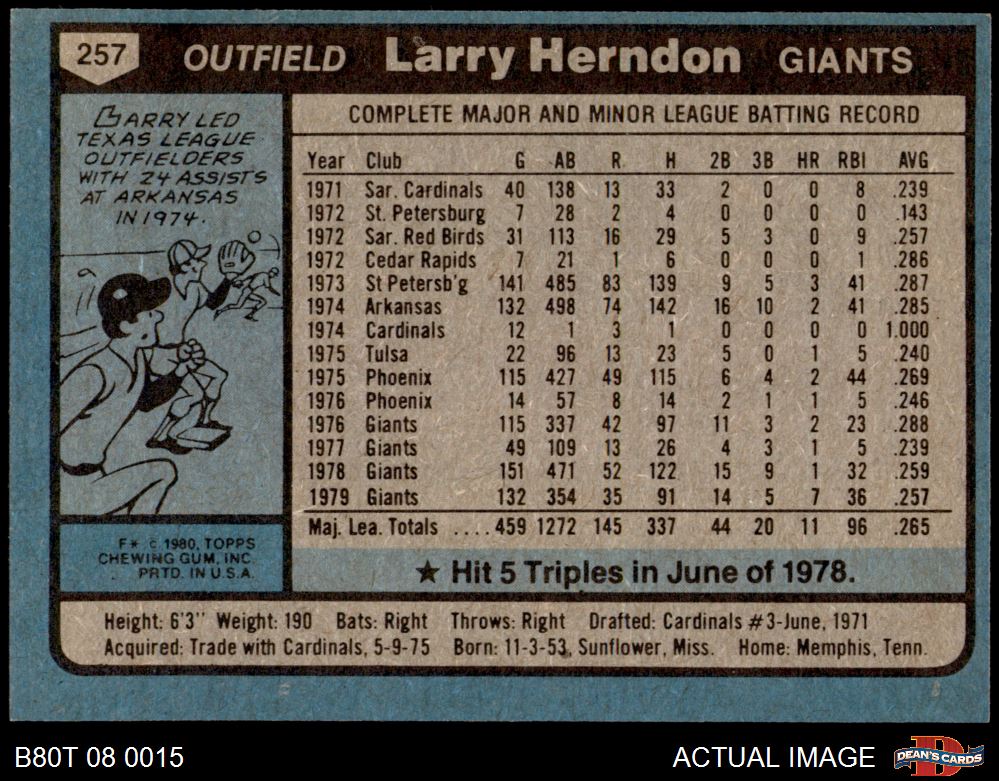 257 OUTFIELD Larry Herndon GIANTS
LARRY LED
TEXAS LEAGUE
OUTFIELDERS
WITH 24 ASSISTS
AT ARKANSAS
IN 1974.
F* © 1980, TOPPS
CHEWING GUM, INC.
PRTD. IN U.S.A.
COMPLETE MAJOR AND MINOR LEAGUE BATTING RECORD
Year Club G AB R H 2B 3B HR RBI AVG
1971 Sar. Cardinals 40 138 13 33 2 0 0 8 .239
1972 St. Petersburg 7 28 2 4 0 0 0 0 .143
1972 Sar. Red Birds 31 113 16 29 5 3 0 9 .257
1972 Cedar Rapids 7 21 1 6 0 0 0 1 .286
1973 St Petersb'g 141 485 83 139 9 5 3 41 .287
1974 Arkansas 132 498 74 142 16 10 2 41 .285
1974 Cardinals 12 1 3 1 0 0 0 0 1.000
1975 Tulsa 22 96 13 23 5 0 1 5 .240
1975 Phoenix 115 427 49 115 6 4 2 44 .269
1976 Phoenix 14 57 8 14 2 1 1 5 .246
1976 Giants 115 337 42 97 11 3 2 23 .288
1977 Giants 49 109 13 26 4 3 1 5 .239
1978 Giants 151 471 52 122 15 9 1 32 .259
1979 Giants 132 354 35 91 14 5 7 36 .257
Maj. Lea. Totals .... 459 1272 145 337 44 20 11 96 .265
★ Hit 5 Triples in June of 1978.
Height: 6'3" Weight: 190 Bats: Right Throws: Right Drafted: Cardinals #3-June, 1971
Acquired: Trade with Cardinals, 5-9-75 Born: 11-3-53, Sunflower, Miss. Home: Memphis, Tenn.
B80T 08 0015 ACTUAL IMAGE DEAN'S CARDS